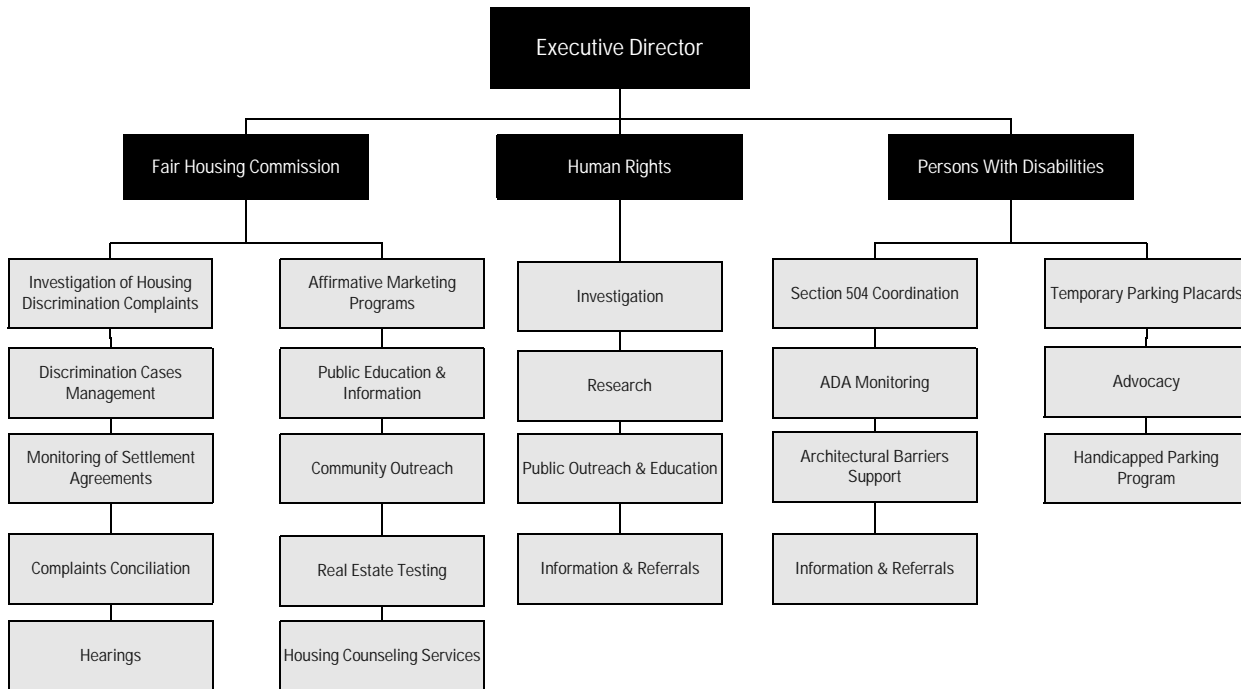 Executive Director
Fair Housing Commission
Human Rights
Persons With Disabilities
Investigation of Housing
Discrimination Complaints
Discrimination Cases
Management
Monitoring of Settlement
Agreements
Complaints Conciliation
Hearings
Affirmative Marketing
Programs
Public Education &
Information
Community Outreach
Real Estate Testing
Housing Counseling Services
Investigation
Research
Public Outreach & Education
Information & Referrals
Section 504 Coordination
ADA Monitoring
Architectural Barriers
Support
Information & Referrals
Temporary Parking Placards
Advocacy
Handicapped Parking
Program